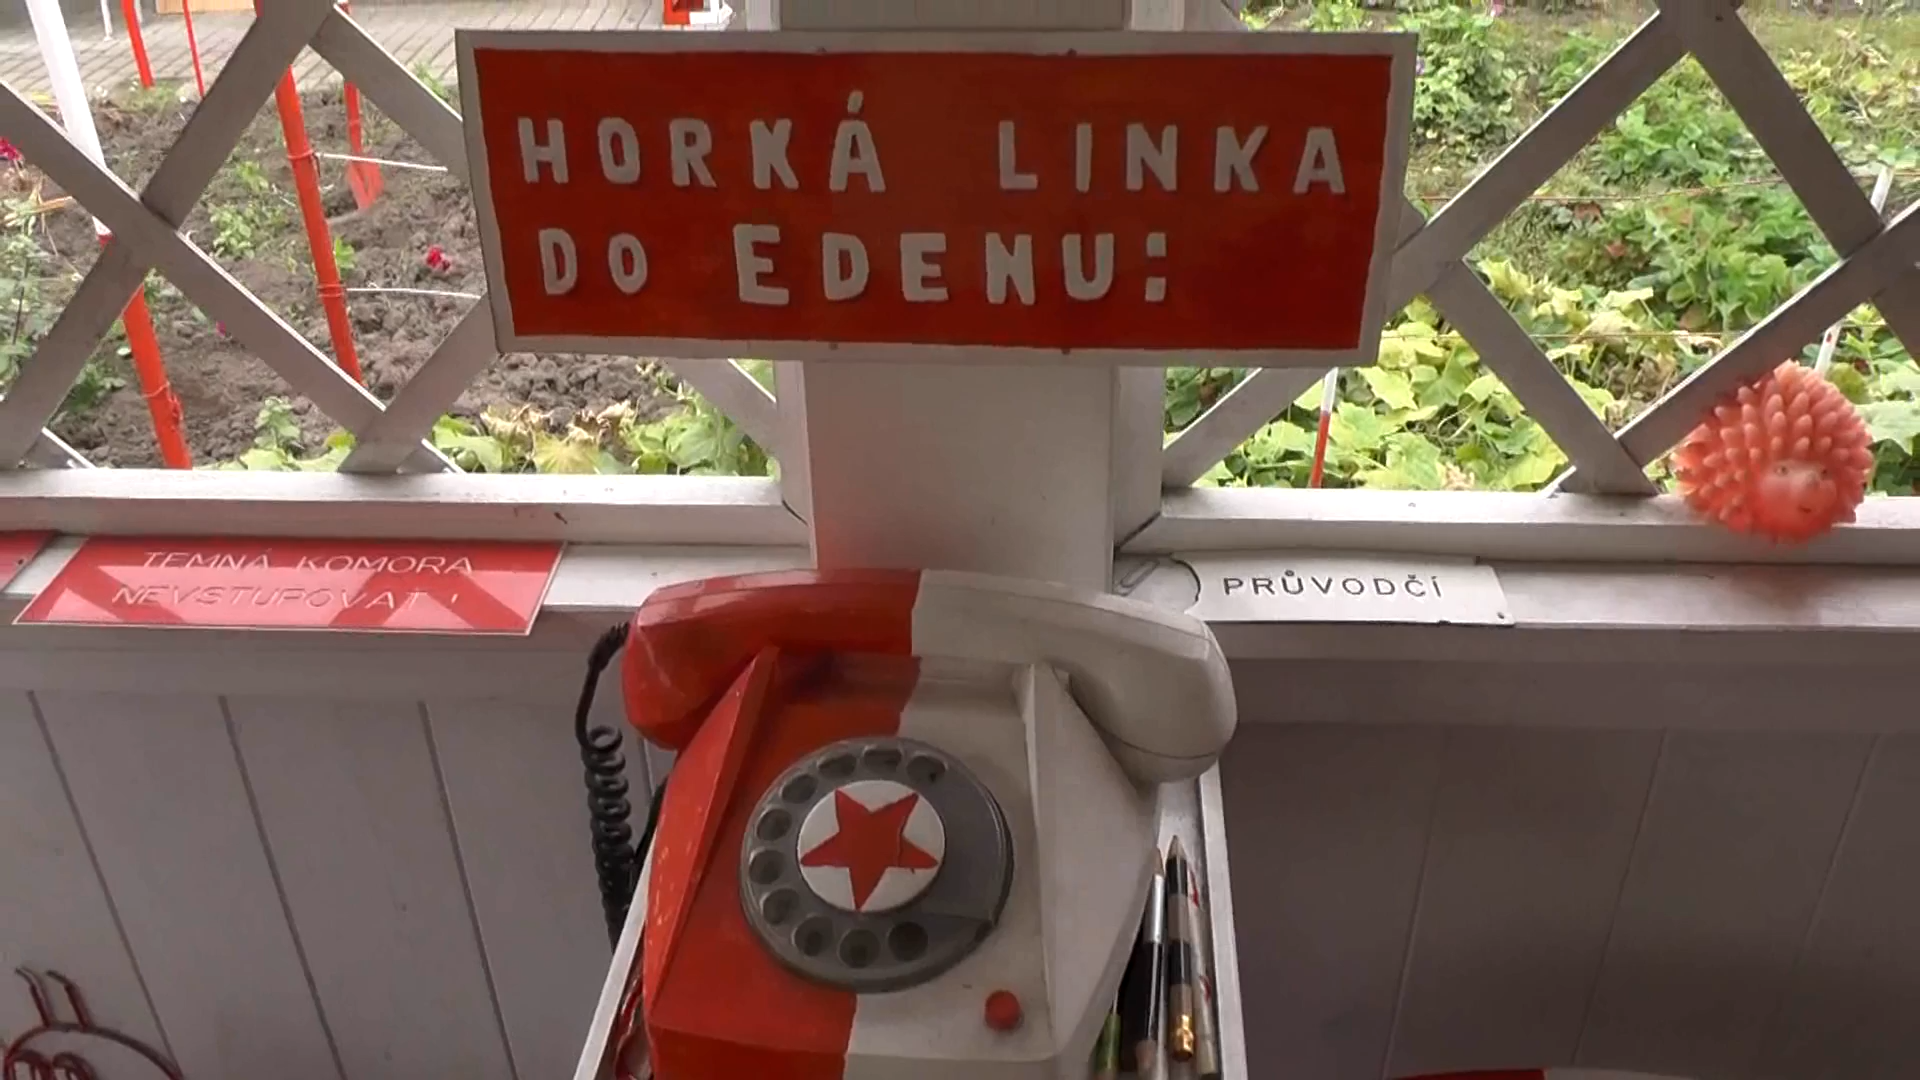 HORKÁ LINKA
DO EDENU:
TEMNÁ KOMORA
NEVSTUPOVAT!
PRŮVODČÍ